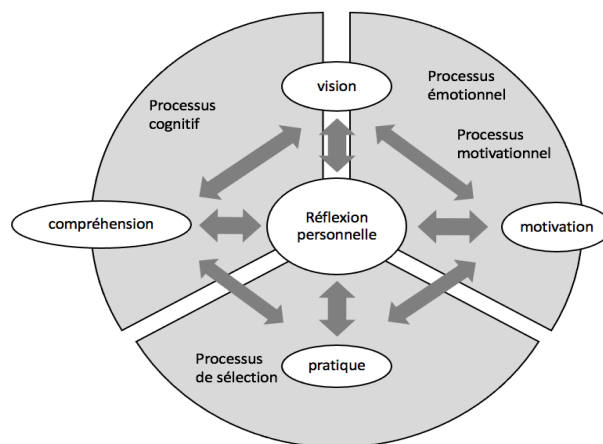 vision
Processus
émotionnel
Processus
cognitif
Processus
motivationnel
compréhension
Réflexion
personnelle
motivation
Processus
de sélection
pratique